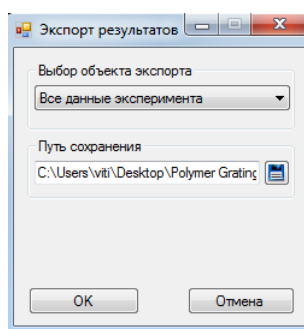 Экспорт результатов
Выбор объекта экспорта
Все данные эксперимента
Путь сохранения
C:\Users\viti\Desktop\Polymer Grating
OK
Отмена